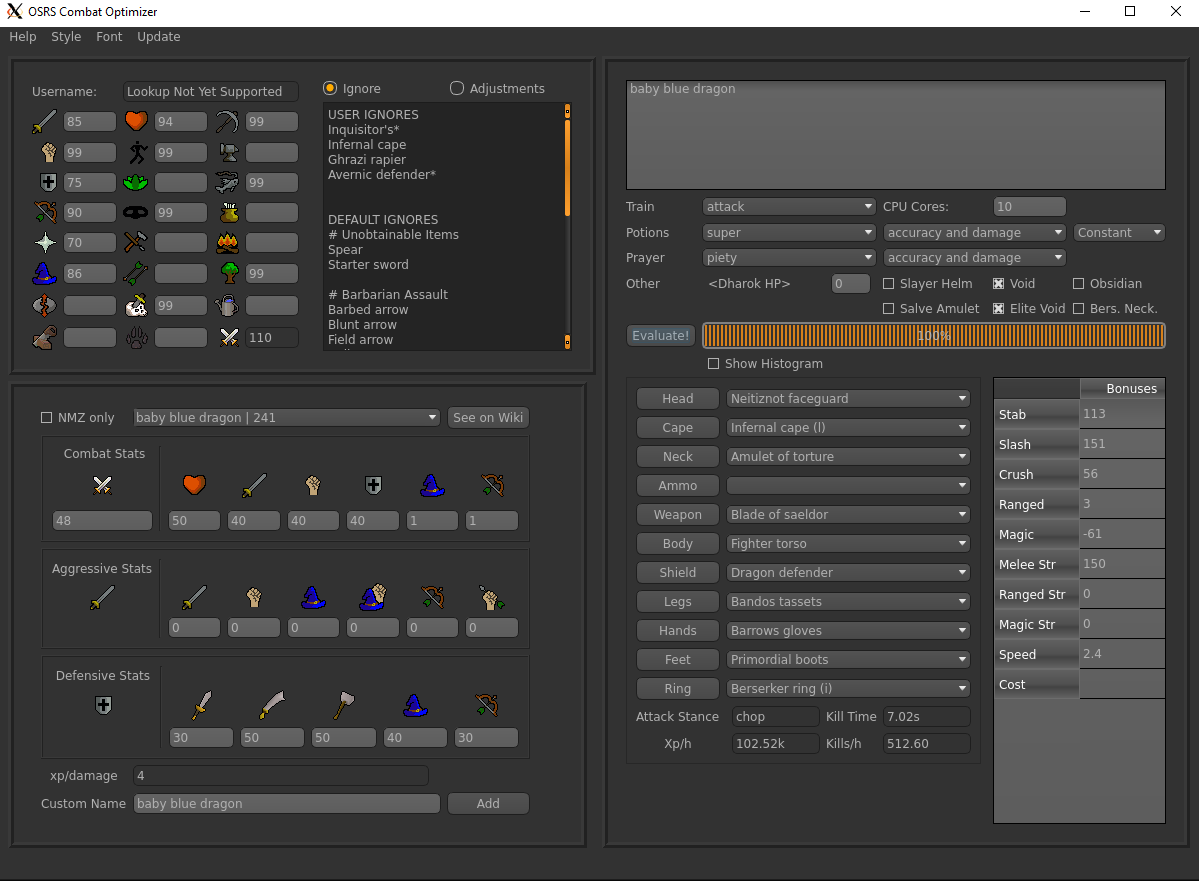 OSRS Combat Optimizer
Help Style Font Update
Username: Lookup Not Yet Supported
85 94 99
99 99
75 99
90 99
70
86 99
99
110
Ignore Adjustments
USER IGNORES
Inquisitor's*
Infernal cape
Ghrazi rapier
Avernic defender*
DEFAULT IGNORES
# Unobtainable Items
Spear
Starter sword
# Barbarian Assault
Barbed arrow
Blunt arrow
Field arrow
NMZ only baby blue dragon | 241 See on Wiki
Combat Stats
48 50 40 40 40 1 1
Aggressive Stats
0 0 0 0 0 0
Defensive Stats
30 50 50 40 30
xp/damage 4
Custom Name baby blue dragon Add
baby blue dragon
Train attack CPU Cores: 10
Potions super accuracy and damage Constant
Prayer piety accuracy and damage
Other <Dharok HP> 0 Slayer Helm Void Obsidian
Salve Amulet Elite Void Bers. Neck.
Evaluate! 100%
Show Histogram
Head Neitiznot faceguard
Cape Infernal cape (l)
Neck Amulet of torture
Ammo
Weapon Blade of saeldor
Body Fighter torso
Shield Dragon defender
Legs Bandos tassets
Hands Barrows gloves
Feet Primordial boots
Ring Berserker ring (i)
Attack Stance chop Kill Time 7.02s
Xp/h 102.52k Kills/h 512.60
Bonuses
Stab 113
Slash 151
Crush 56
Ranged 3
Magic -61
Melee Str 150
Ranged Str 0
Magic Str 0
Speed 2.4
Cost